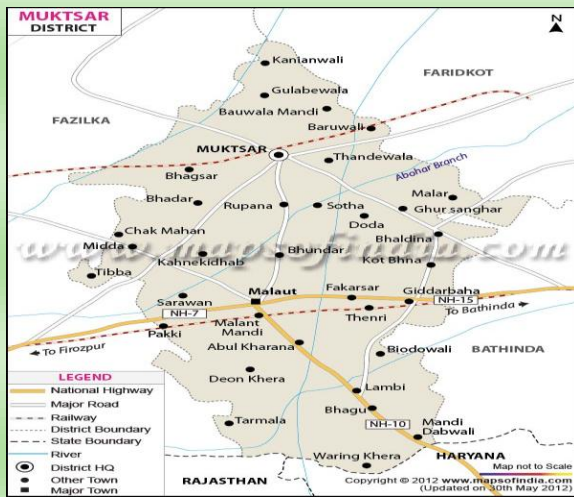 MUKTSAR
DISTRICT
N
Kanianwali
FARIDKOT
Gulabewala
Bauwala Mandi
FAZILKA
Baruwali
MUKTSAR
Thandewala
Abohar Branch
Bhagsar
Malar
Bhadar
Rupana
Sotha
Ghur sanghar
Doda
Chak Mahan
Bhaldina
Midda
www.mapsofindia.com
Kahnekidhab
Bhundar
Kot Bhna
Tibba
Sarawan
Malaut
Fakarsar
Giddarbaha
NH-15
NH-7
Thenri
To Bathinda
Malant
Mandi
Pakki
To Firozpur
Abul Kharana
Biodowali
BATHINDA
Deon Khera
LEGEND
National Highway
Major Road
Railway
District Boundary
State Boundary
River
District HQ
Other Town
Major Town
Lambi
Bhagu
NH-10
Mandi
Dabwali
Tarmala
Waring Khera
HARYANA
RAJASTHAN
Map not to Scale
Copyright © 2012 www.mapsofindia.com
(Updated on 30th May 2012)